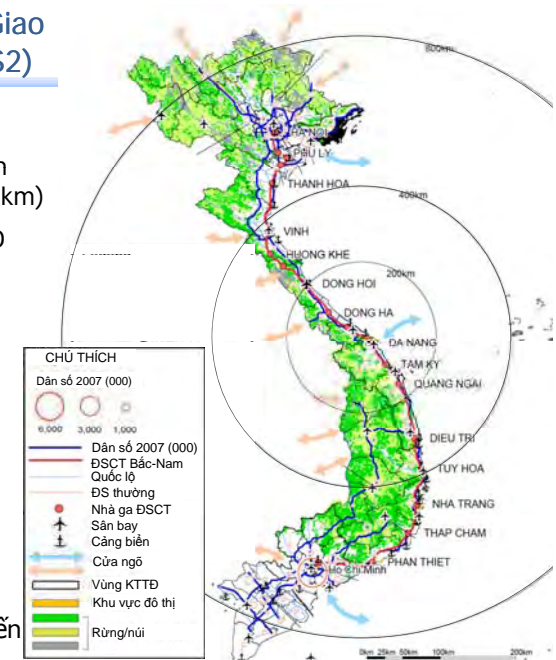 Giao
S2)
n
km)
0
ến
800km
400km
200km
HA NOI
PHU LY
THANH HOA
VINH
HUONG KHE
DONG HOI
DONG HA
ĐA NANG
TAM KY
QUANG NGAI
DIEU TRI
TUY HOA
NHA TRANG
THAP CHAM
PHAN THIET
Ho Chi Minh
CHÚ THÍCH
Dân số 2007 (000)
6,000 3,000 1,000
Dân số 2007 (000)
ĐSCT Bắc-Nam
Quốc lộ
ĐS thường
Nhà ga ĐSCT
Sân bay
Cảng biển
Cửa ngõ
Vùng KTTĐ
Khu vực đô thị
Rừng/núi
0km 25km 50km 100km 200km